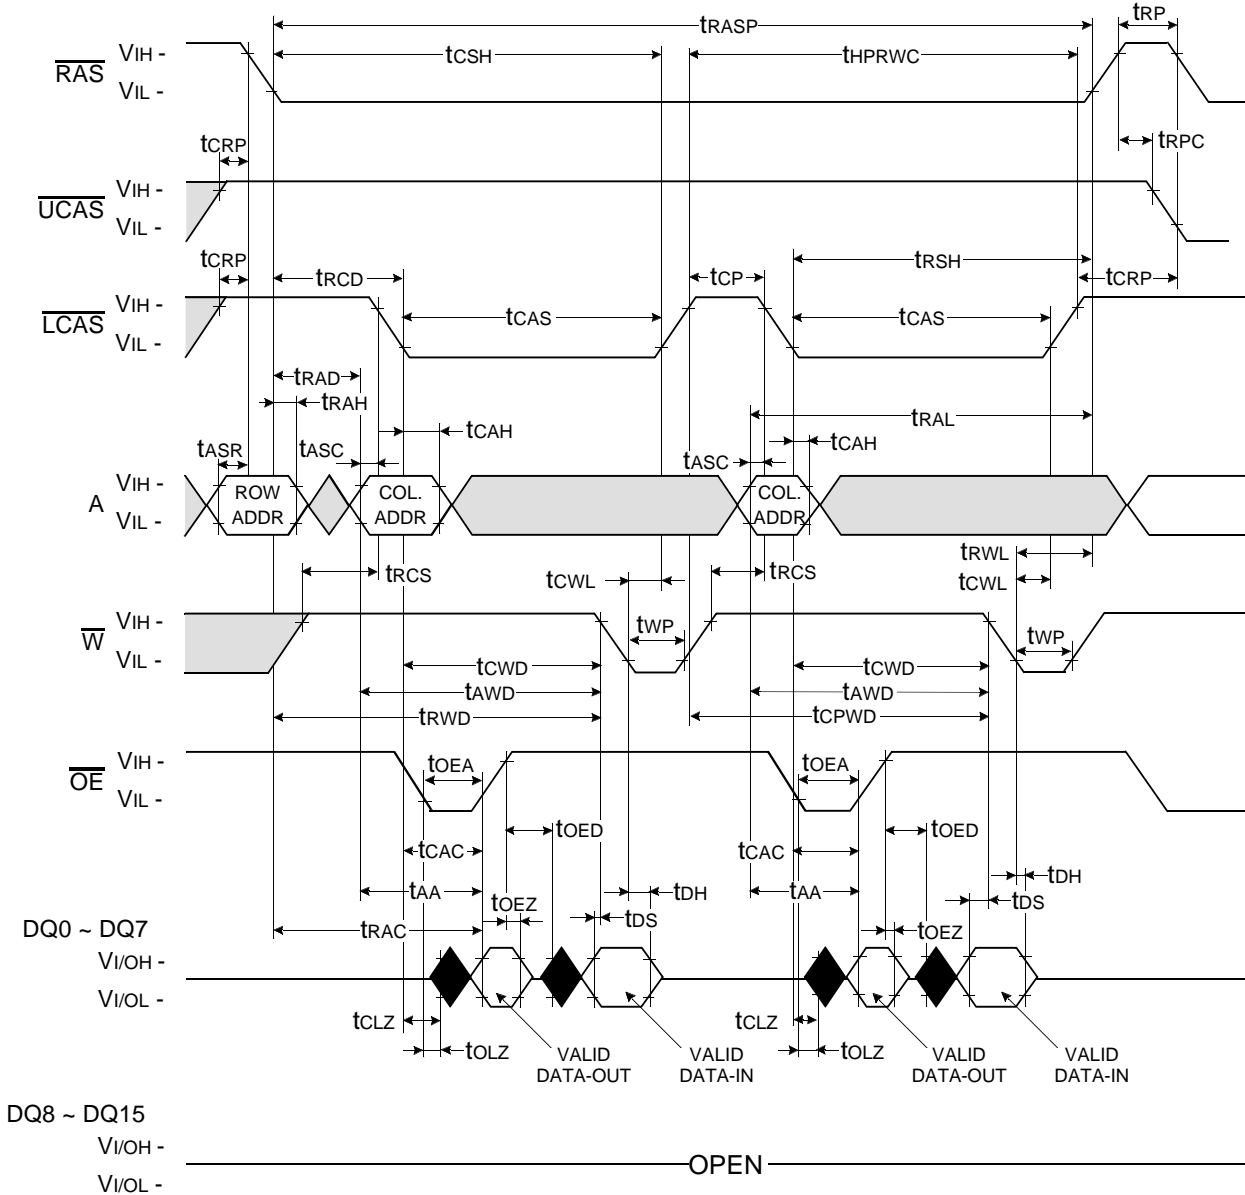 tRP
tRASP
VIH -
tCSH
tHPRWC
RAS
VIL -
tCRP
tRPC
VIH -
UCAS
VIL -
tCRP
tRCD
tRSH
tCP
tCRP
VIH -
LCAS
tCAS
tCAS
VIL -
tRAD
tRAH
tRAL
tASR
tASC
tCAH
tASC
tCAH
VIH -
A
ROW
ADDR
COL.
ADDR
COL.
ADDR
VIL -
tRWL
tRCS
tCWL
tRCS
tCWL
VIH -
W
tWP
tWP
VIL -
tCWD
tCWD
tAWD
tAWD
tRWD
tCPWD
VIH -
OE
tOEA
tOEA
VIL -
tOED
tOED
tCAC
tCAC
tAA
tDH
tAA
tDH
tOEZ
tDS
tDS
DQ0 ~ DQ7
tRAC
tOEZ
VI/OH -
VI/OL -
tCLZ
tCLZ
tOLZ
tOLZ
VALID
DATA-OUT
VALID
DATA-IN
VALID
DATA-OUT
VALID
DATA-IN
DQ8 ~ DQ15
VI/OH -
OPEN
VI/OL -